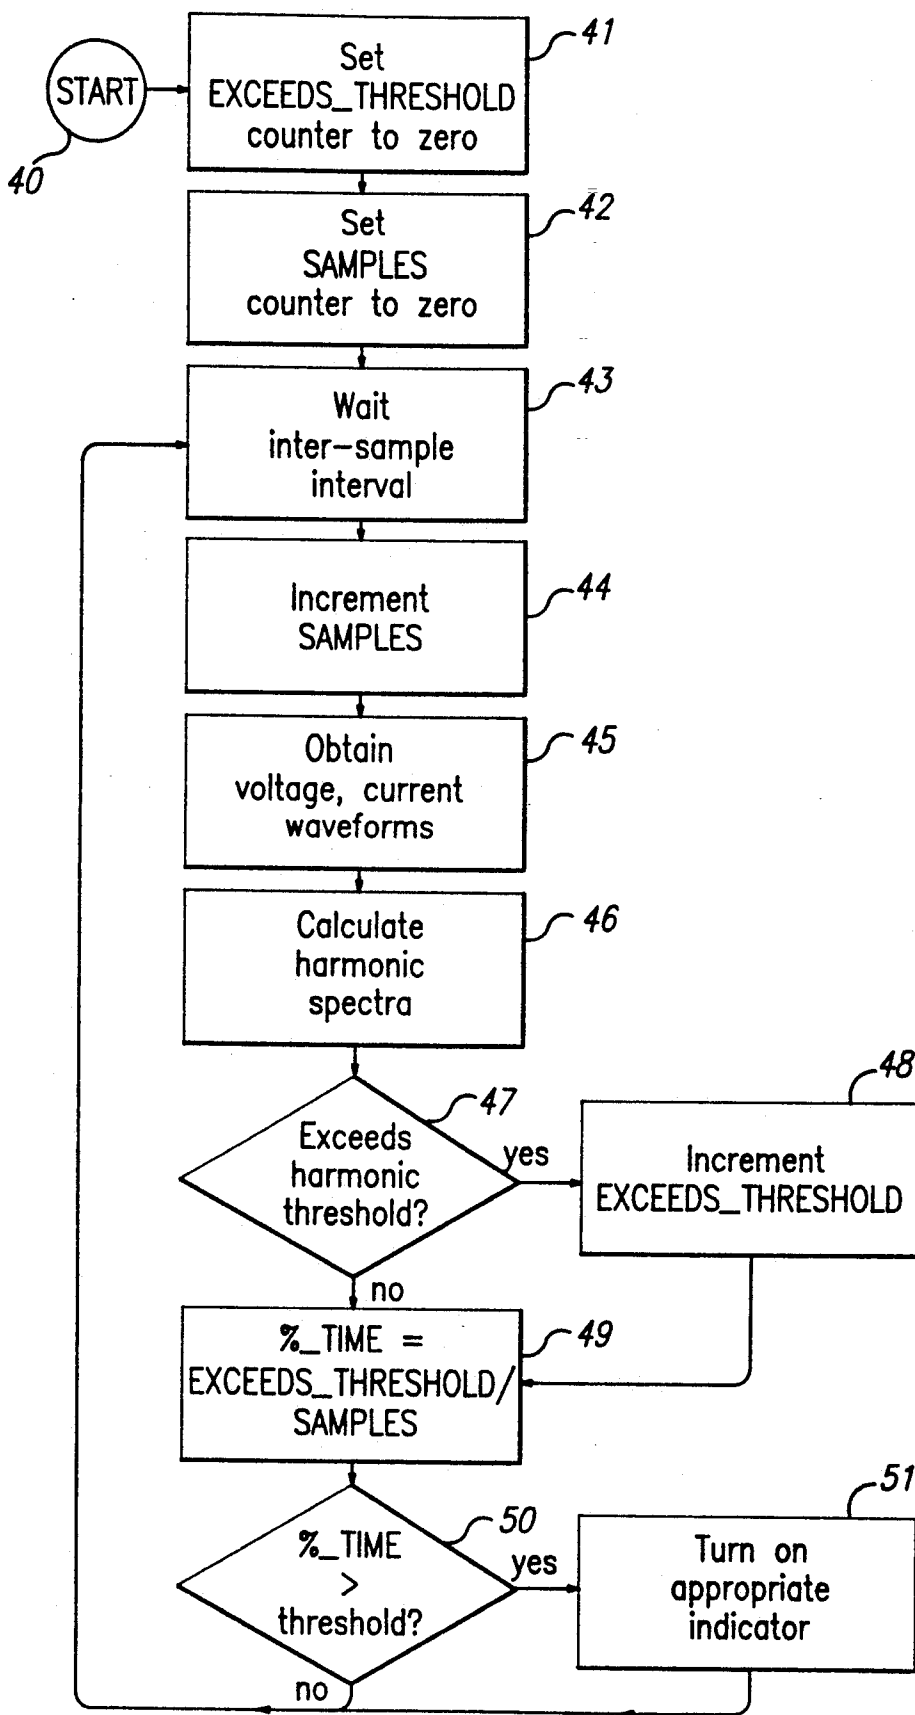 START
40
41
Set
EXCEEDS_THRESHOLD
counter to zero
42
Set
SAMPLES
counter to zero
43
Wait
inter-sample
interval
44
Increment
SAMPLES
45
Obtain
voltage, current
waveforms
46
Calculate
harmonic
spectra
47
Exceeds
harmonic
threshold?
yes
no
48
Increment
EXCEEDS_THRESHOLD
49
%_TIME =
EXCEEDS_THRESHOLD/
SAMPLES
50
%_TIME
>
threshold?
yes
no
51
Turn on
appropriate
indicator